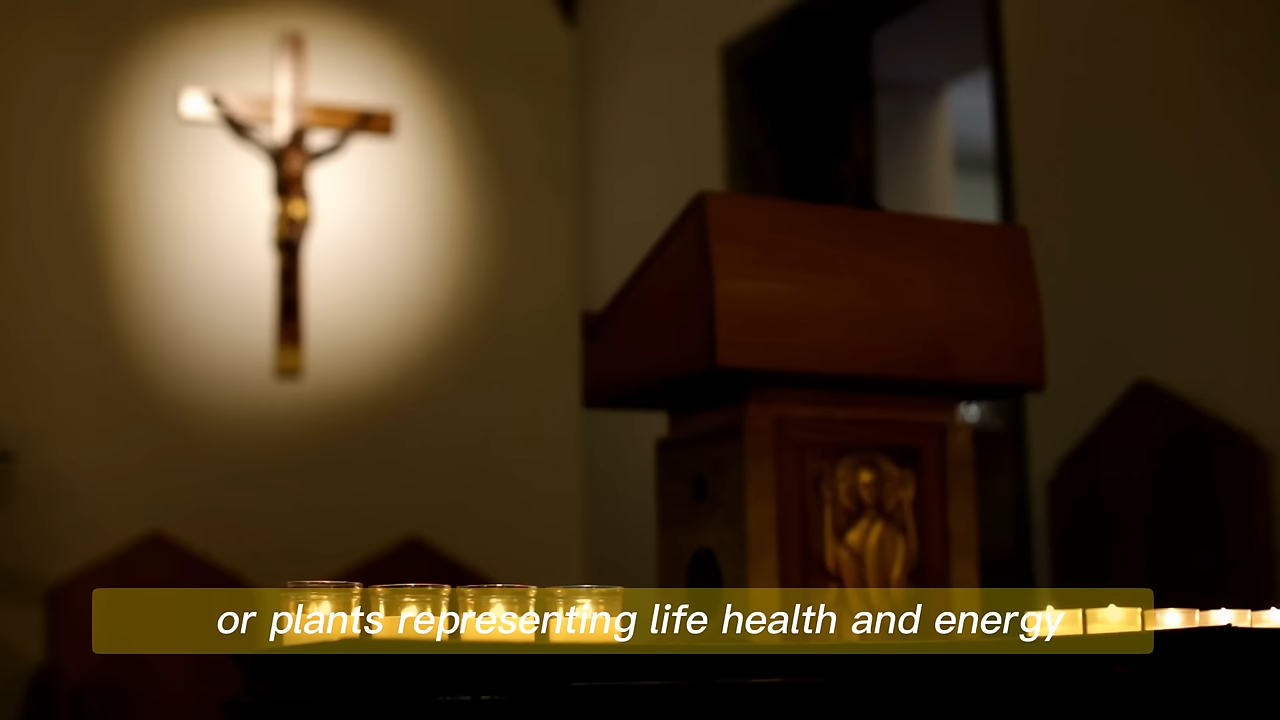 or plants representing life health and energy